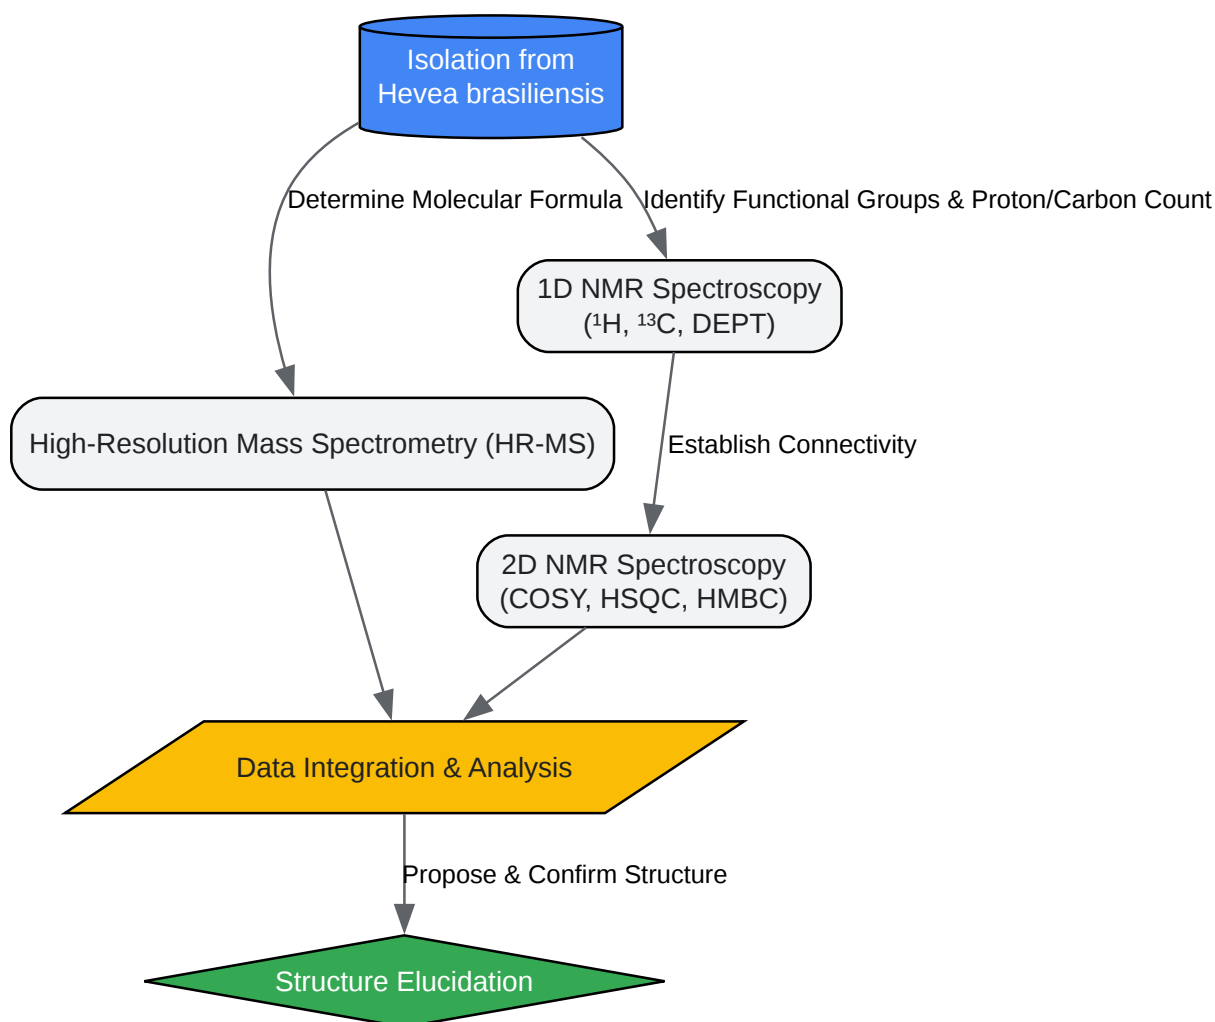 Isolation from
Hevea brasiliensis
Determine Molecular Formula
Identify Functional Groups & Proton/Carbon Count
1D NMR Spectroscopy
(¹H, ¹³C, DEPT)
High-Resolution Mass Spectrometry (HR-MS)
Establish Connectivity
2D NMR Spectroscopy
(COSY, HSQC, HMBC)
Data Integration & Analysis
Propose & Confirm Structure
Structure Elucidation